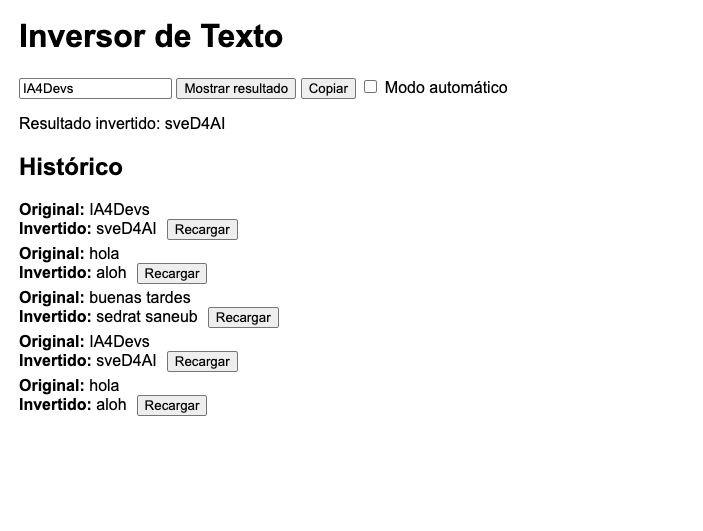 Inversor de Texto
IA4Devs Mostrar resultado Copiar Modo automático
Resultado invertido: sveD4AI
Histórico
Original: IA4Devs
Invertido: sveD4AI Recargar
Original: hola
Invertido: aloh Recargar
Original: buenas tardes
Invertido: sedrat saneub Recargar
Original: IA4Devs
Invertido: sveD4AI Recargar
Original: hola
Invertido: aloh Recargar